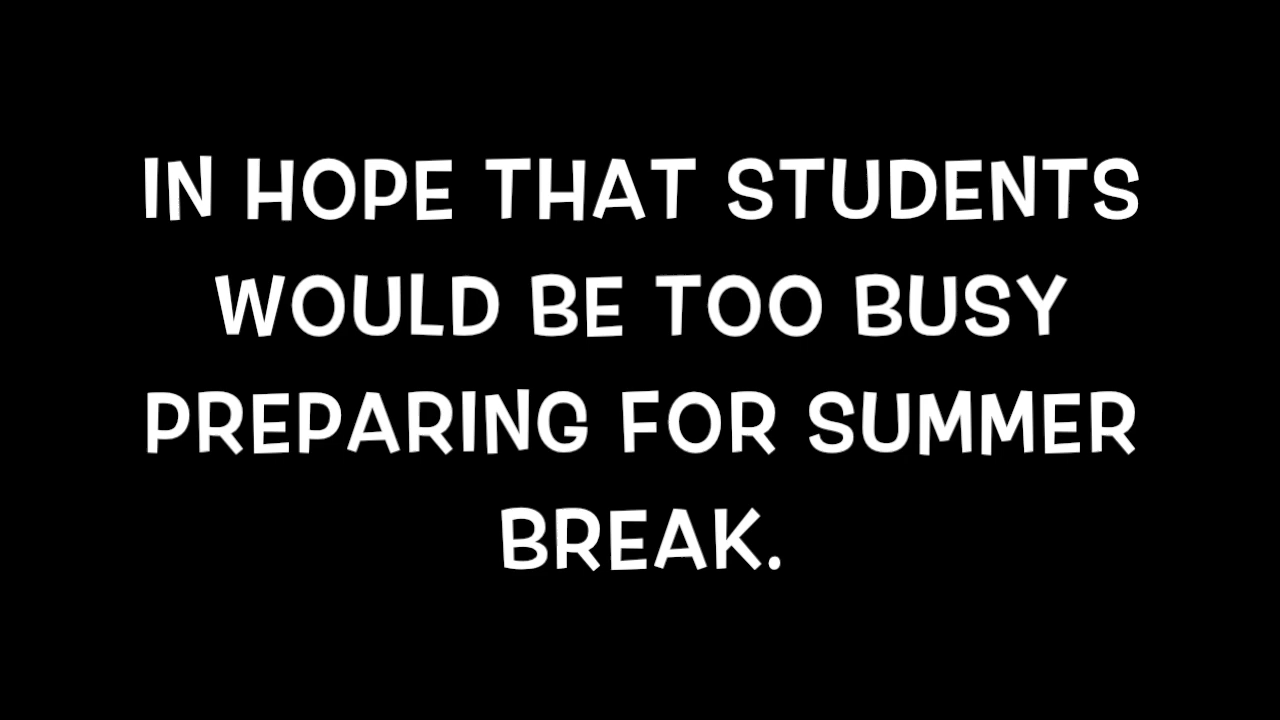 IN HOPE THAT STUDENTS
WOULD BE TOO BUSY
PREPARING FOR SUMMER
BREAK.